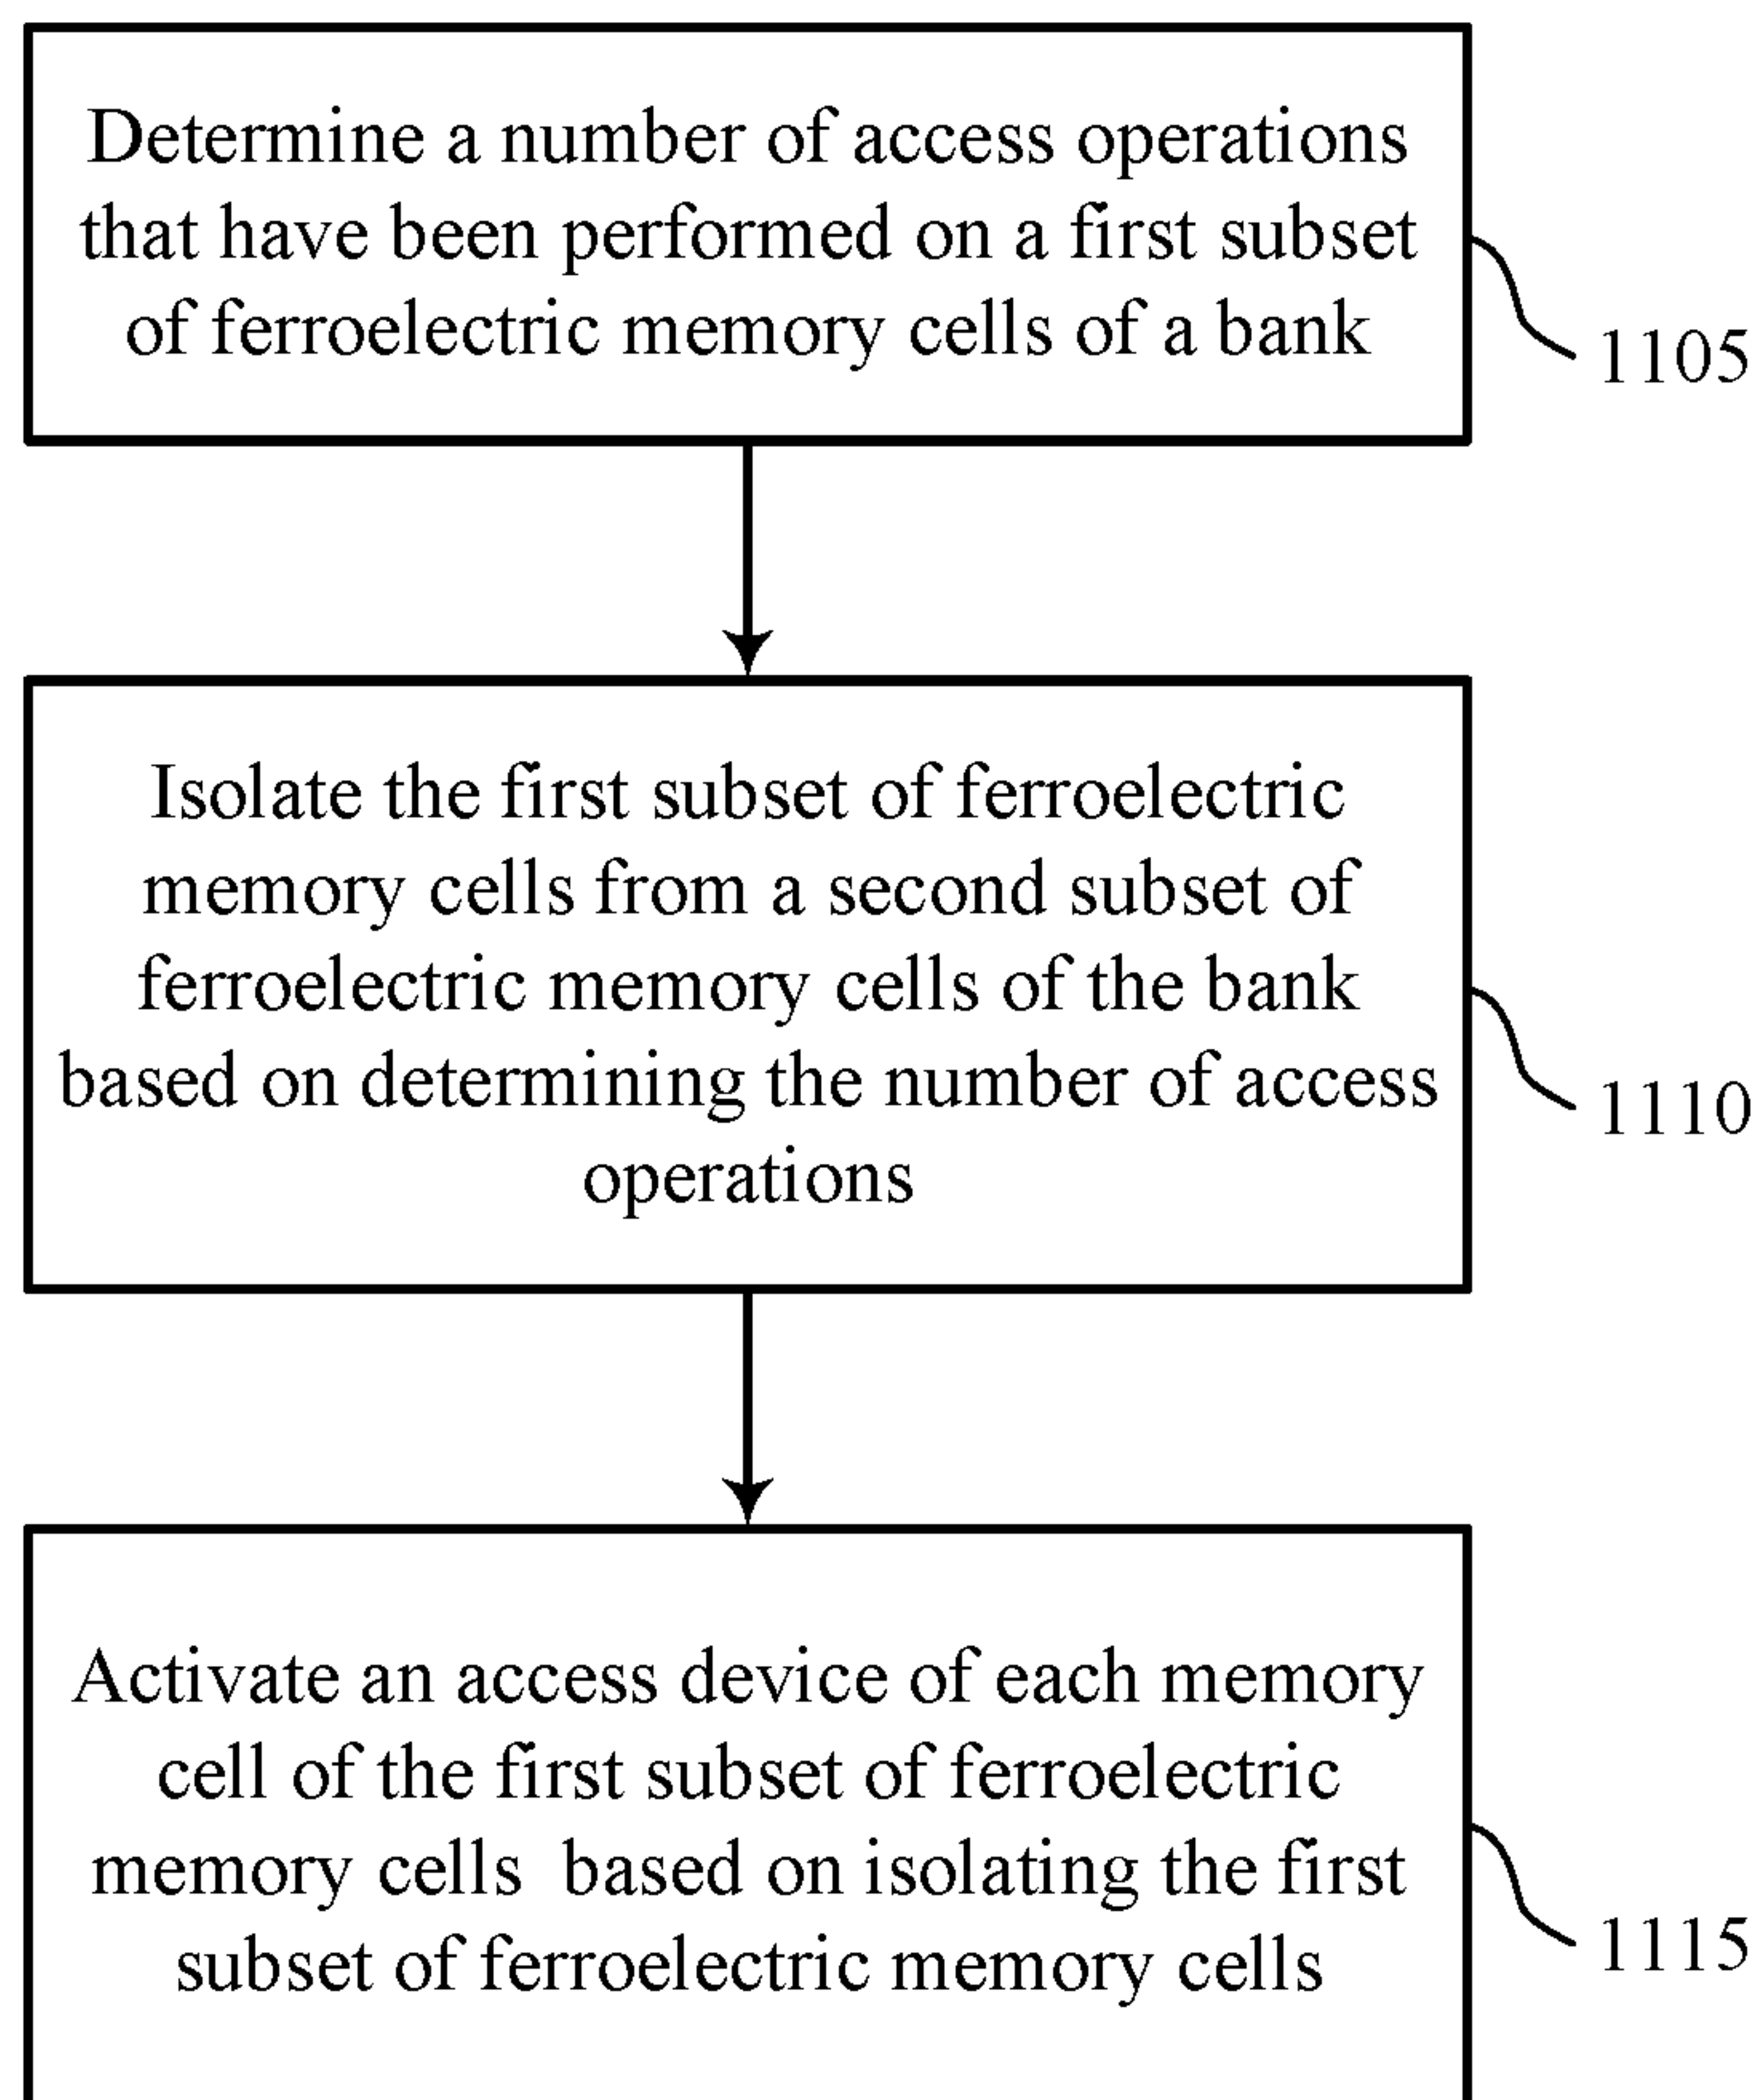 Determine a number of access operations
that have been performed on a first subset
of ferroelectric memory cells of a bank
1105
Isolate the first subset of ferroelectric
memory cells from a second subset of
ferroelectric memory cells of the bank
based on determining the number of access
operations
1110
Activate an access device of each memory
cell of the first subset of ferroelectric
memory cells  based on isolating the first
subset of ferroelectric memory cells
1115